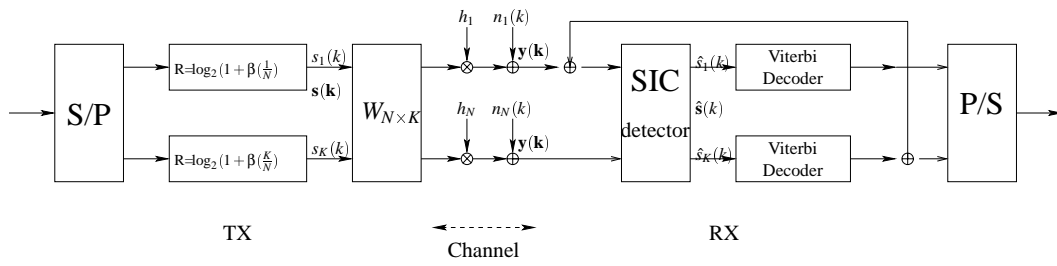 S/P
R=log₂(1+β(1/N)
R=log₂(1+β(K/N)
s₁(k)
s(k)
s_K(k)
W_{N×K}
h₁
n₁(k)
y(k)
h_N
n_N(k)
y(k)
SIC
detector
ŝ₁(k)
ŝ(k)
ŝ_K(k)
Viterbi
Decoder
Viterbi
Decoder
P/S
TX
Channel
RX